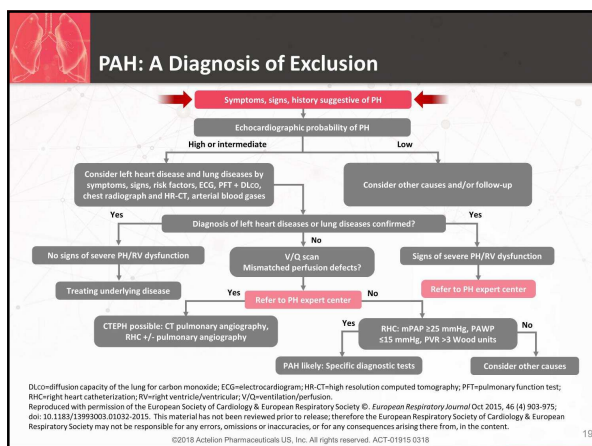 PAH: A Diagnosis of Exclusion
Symptoms, signs, history suggestive of PH
Echocardiographic probability of PH
High or intermediate
Low
Consider left heart disease and lung diseases by
symptoms, signs, risk factors, ECG, PFT + DLCO,
chest radiograph and HR-CT, arterial blood gases
Consider other causes and/or follow-up
Yes
Diagnosis of left heart diseases or lung diseases confirmed?
Yes
No signs of severe PH/RV dysfunction
No
V/Q scan
Mismatched perfusion defects?
Signs of severe PH/RV dysfunction
Treating underlying disease
Yes
Refer to PH expert center
No
Refer to PH expert center
CTEPH possible: CT pulmonary angiography,
RHC +/- pulmonary angiography
Yes
RHC: mPAP ≥25 mmHg, PAWP
≤15 mmHg, PVR >3 Wood units
No
PAH likely: Specific diagnostic tests
Consider other causes
DLCO=diffusion capacity of the lung for carbon monoxide; ECG=electrocardiogram; HR-CT=high resolution computed tomography; PFT=pulmonary function test;
RHC=right heart catheterization; RV=right ventricle/ventricular; V/Q=ventilation/perfusion.
Reproduced with permission of the European Society of Cardiology & European Respiratory Society ©. European Respiratory Journal Oct 2015, 46 (4) 903-975;
doi: 10.1183/13993003.01032-2015. This material has not been reviewed prior to release; therefore the European Respiratory Society of Cardiology & European
Respiratory Society may not be responsible for any errors, omissions or inaccuracies, or for any consequences arising there from, in the content.
19
©2018 Actelion Pharmaceuticals US, Inc. All rights reserved. ACT-01915 0318